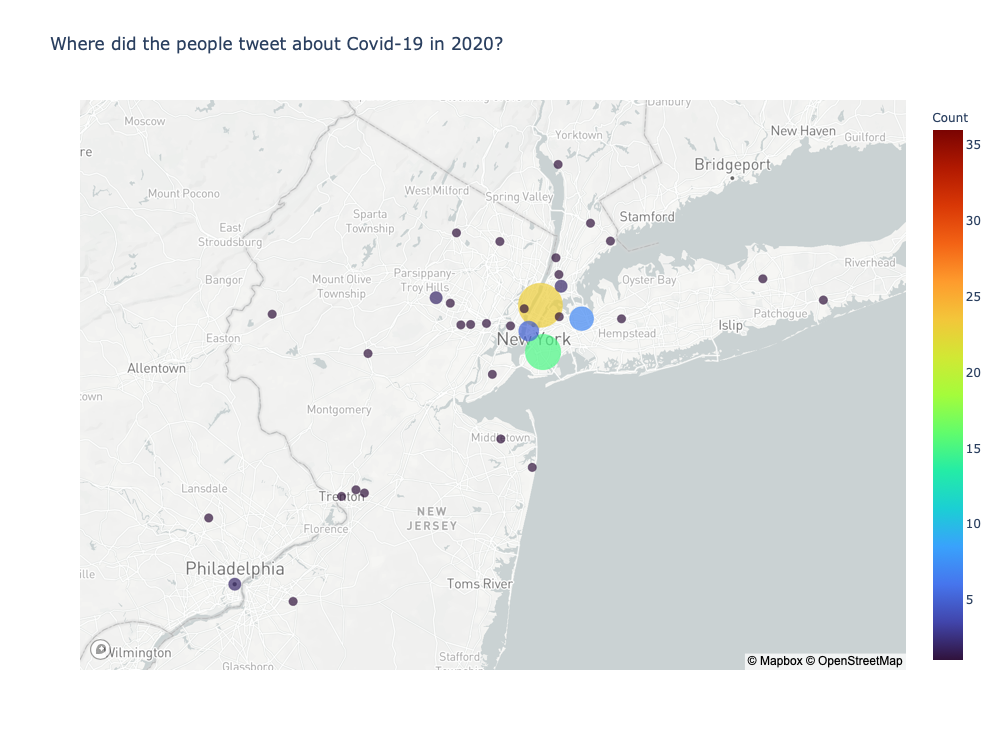 Where did the people tweet about Covid-19 in 2020?
Danbury
Moscow
Yorktown
New Haven
Guilford
re
Bridgeport
Mount Pocono
West Milford
Spring Valley
Sparta
Township
Stamford
East
Stroudsburg
Riverhead
Bangor
Mount Olive
Township
Parsippany-
Troy Hills
Oyster Bay
Patchogue
Easton
New York
Hempstead
Islip
Allentown
town
Montgomery
Middletown
Lansdale
Trenton
NEW
JERSEY
Florence
Philadelphia
ille
Toms River
Wilmington
Stafford
Township
Glassboro
© Mapbox © OpenStreetMap
Count
35
30
25
20
15
10
5